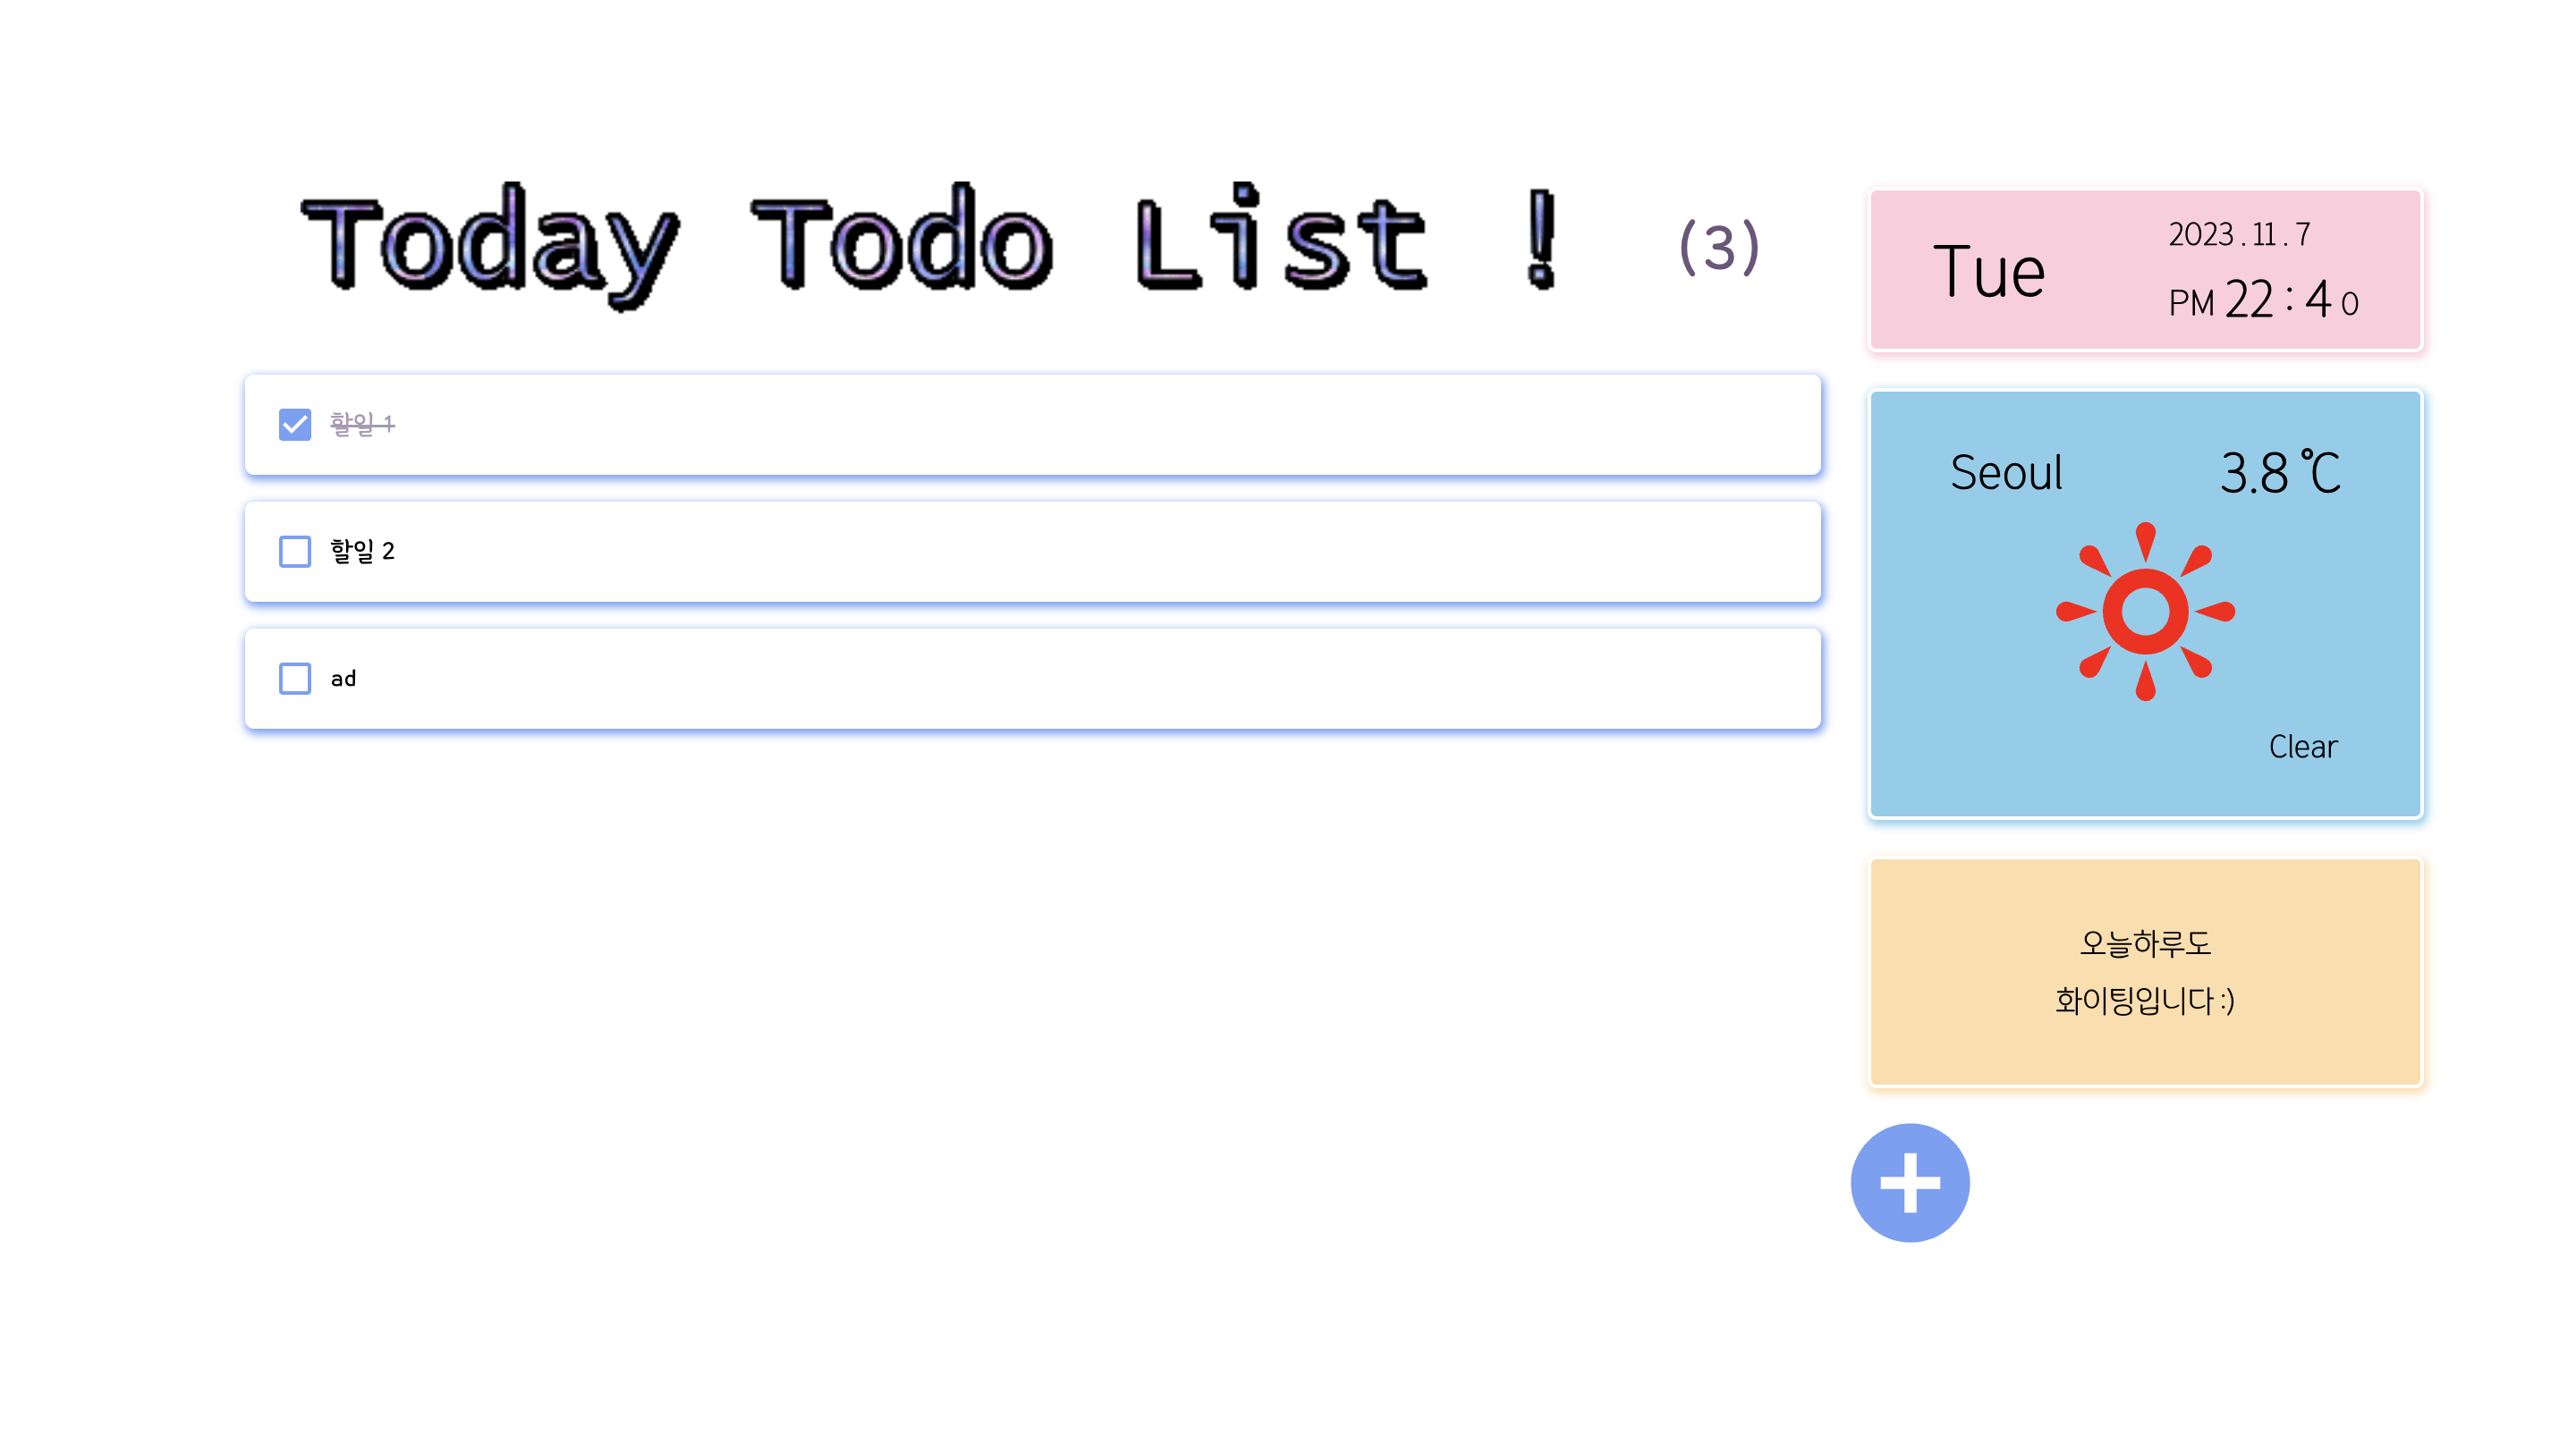 Today Todo List !
(3)
할일 1
할일 2
ad
Tue
2023 . 11 . 7
PM 22 : 4 0
Seoul
3.8 ℃
Clear
오늘하루도
화이팅입니다 :)